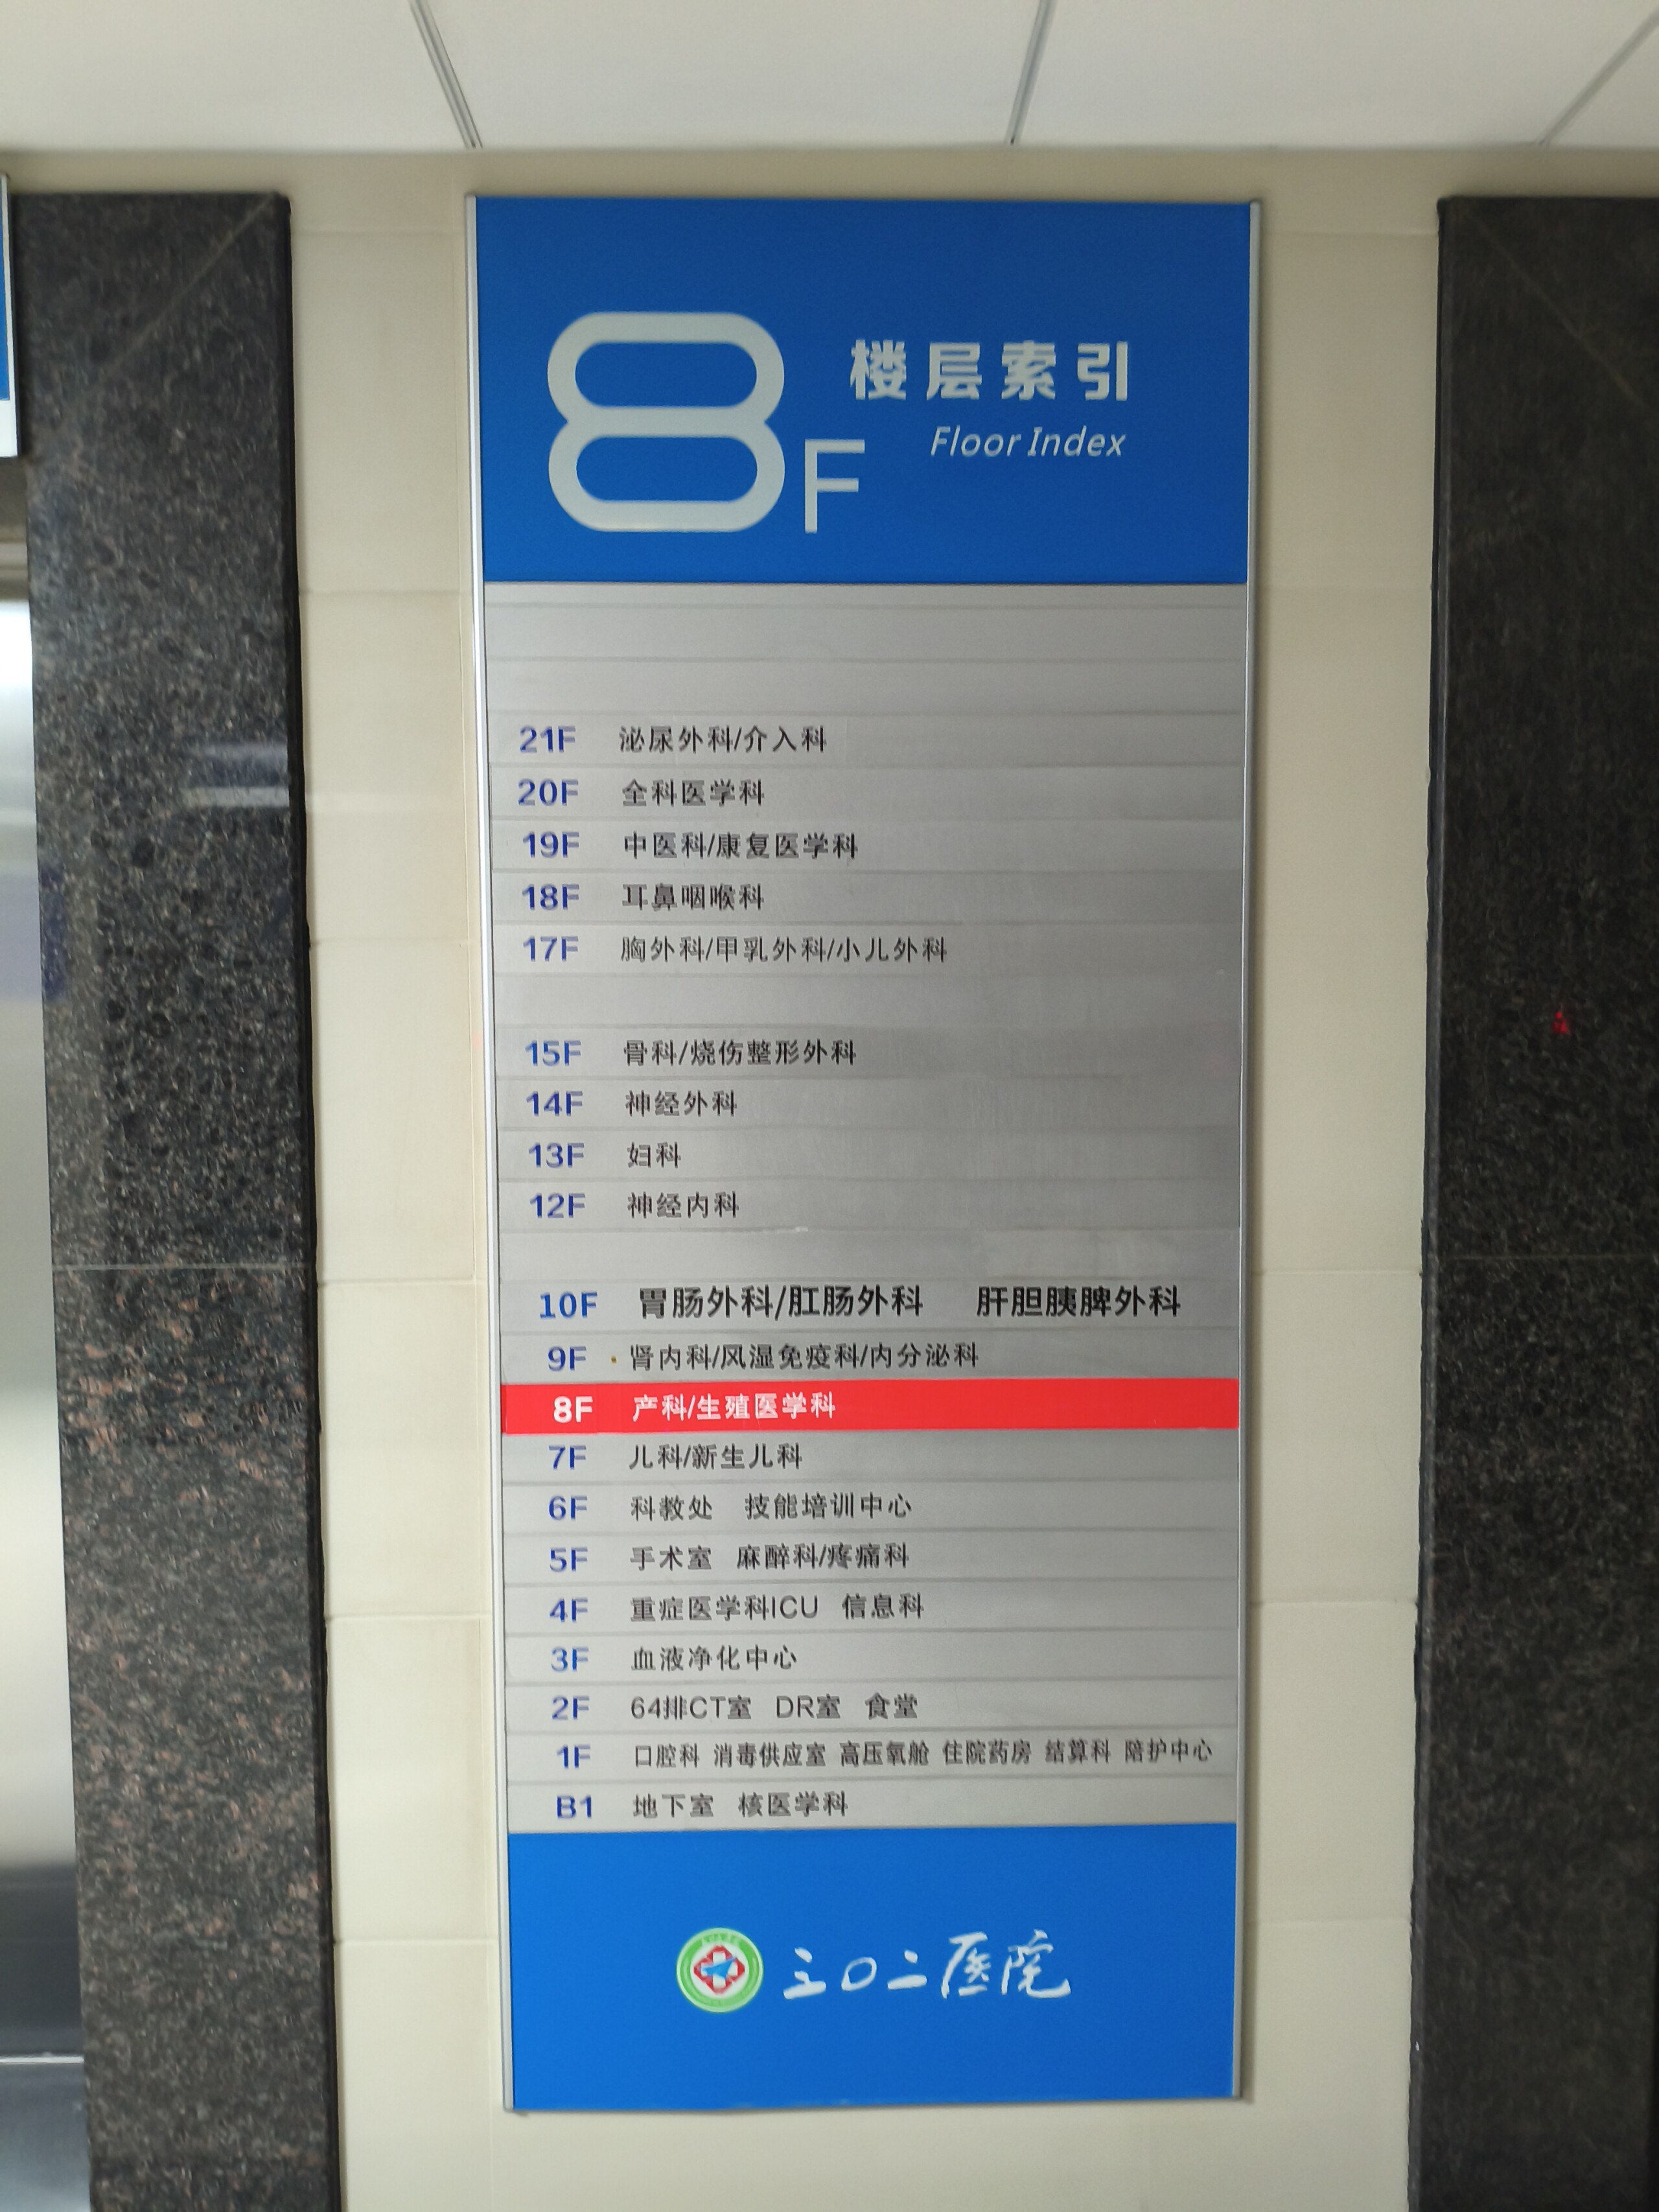 8F 楼层索引
Floor Index
21F 泌尿外科/介入科
20F 全科医学科
19F 中医科/康复医学科
18F 耳鼻咽喉科
17F 胸外科/甲乳外科/小儿外科
15F 骨科/烧伤整形外科
14F 神经外科
13F 妇科
12F 神经内科
10F 胃肠外科/肛肠外科 肝胆胰脾外科
9F 肾内科/风湿免疫科/内分泌科
8F 产科/生殖医学科
7F 儿科/新生儿科
6F 科教处 技能培训中心
5F 手术室 麻醉科/疼痛科
4F 重症医学科ICU 信息科
3F 血液净化中心
2F 64排CT室 DR室 食堂
1F 口腔科 消毒供应室 高压氧舱 住院药房 结算科 陪护中心
B1 地下室 核医学科
三〇二医院